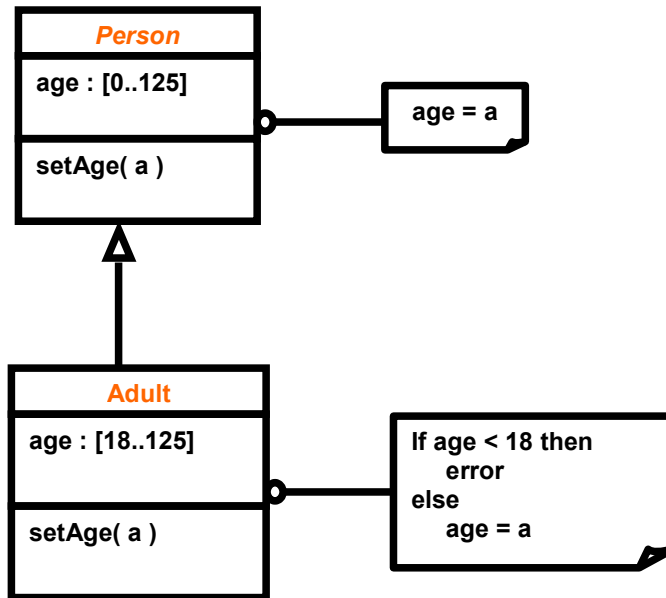 Person
age : [0..125]
setAge( a )
age = a
Adult
age : [18..125]
setAge( a )
If age < 18 then
error
else
age = a